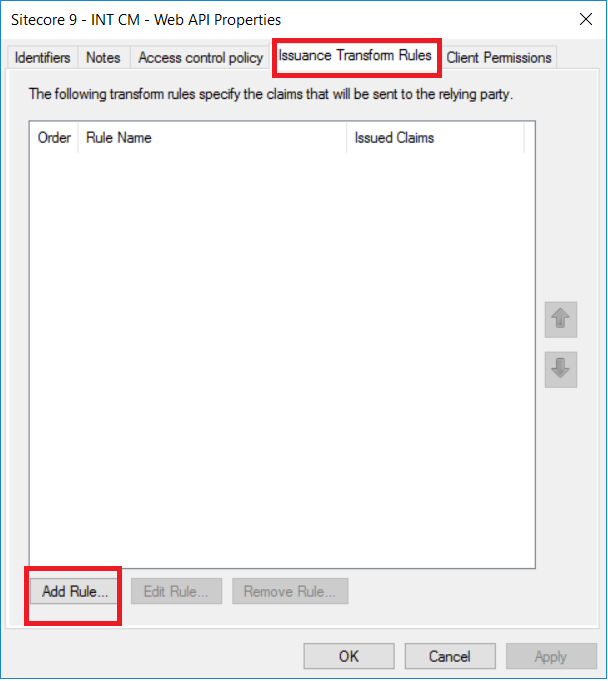 Sitecore 9 - INT CM - Web API Properties
Identifiers Notes Access control policy Issuance Transform Rules Client Permissions
The following transform rules specify the claims that will be sent to the relying party.
Order Rule Name Issued Claims
Add Rule... Edit Rule... Remove Rule...
OK Cancel Apply